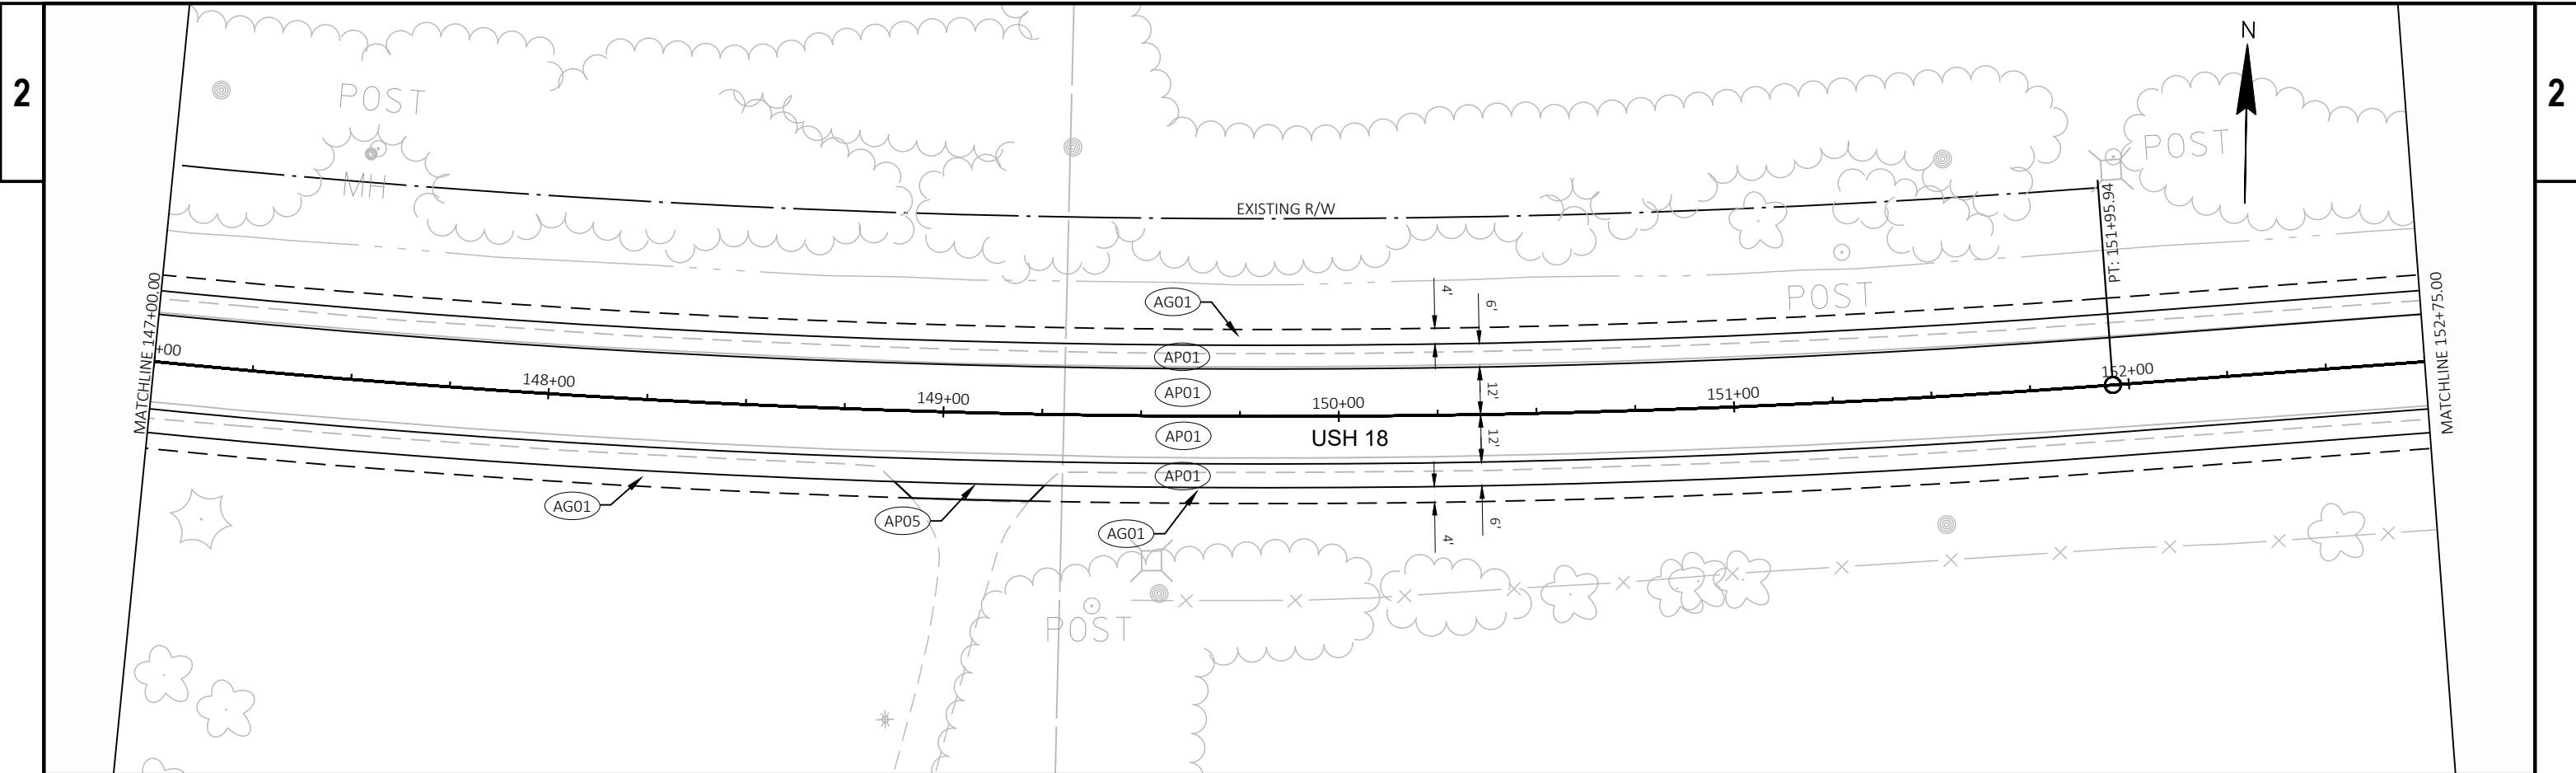 2
2
N
POST
POST
MH
EXISTING R/W
PT: 151+95.94
POST
MATCHLINE 147+00.00
MATCHLINE 152+75.00
AG01
4'
6'
AP01
+00
148+00
149+00
AP01
150+00
12'
151+00
152+00
AP01
USH 18
12'
AP01
AG01
AP05
AG01
4'
6'
POST